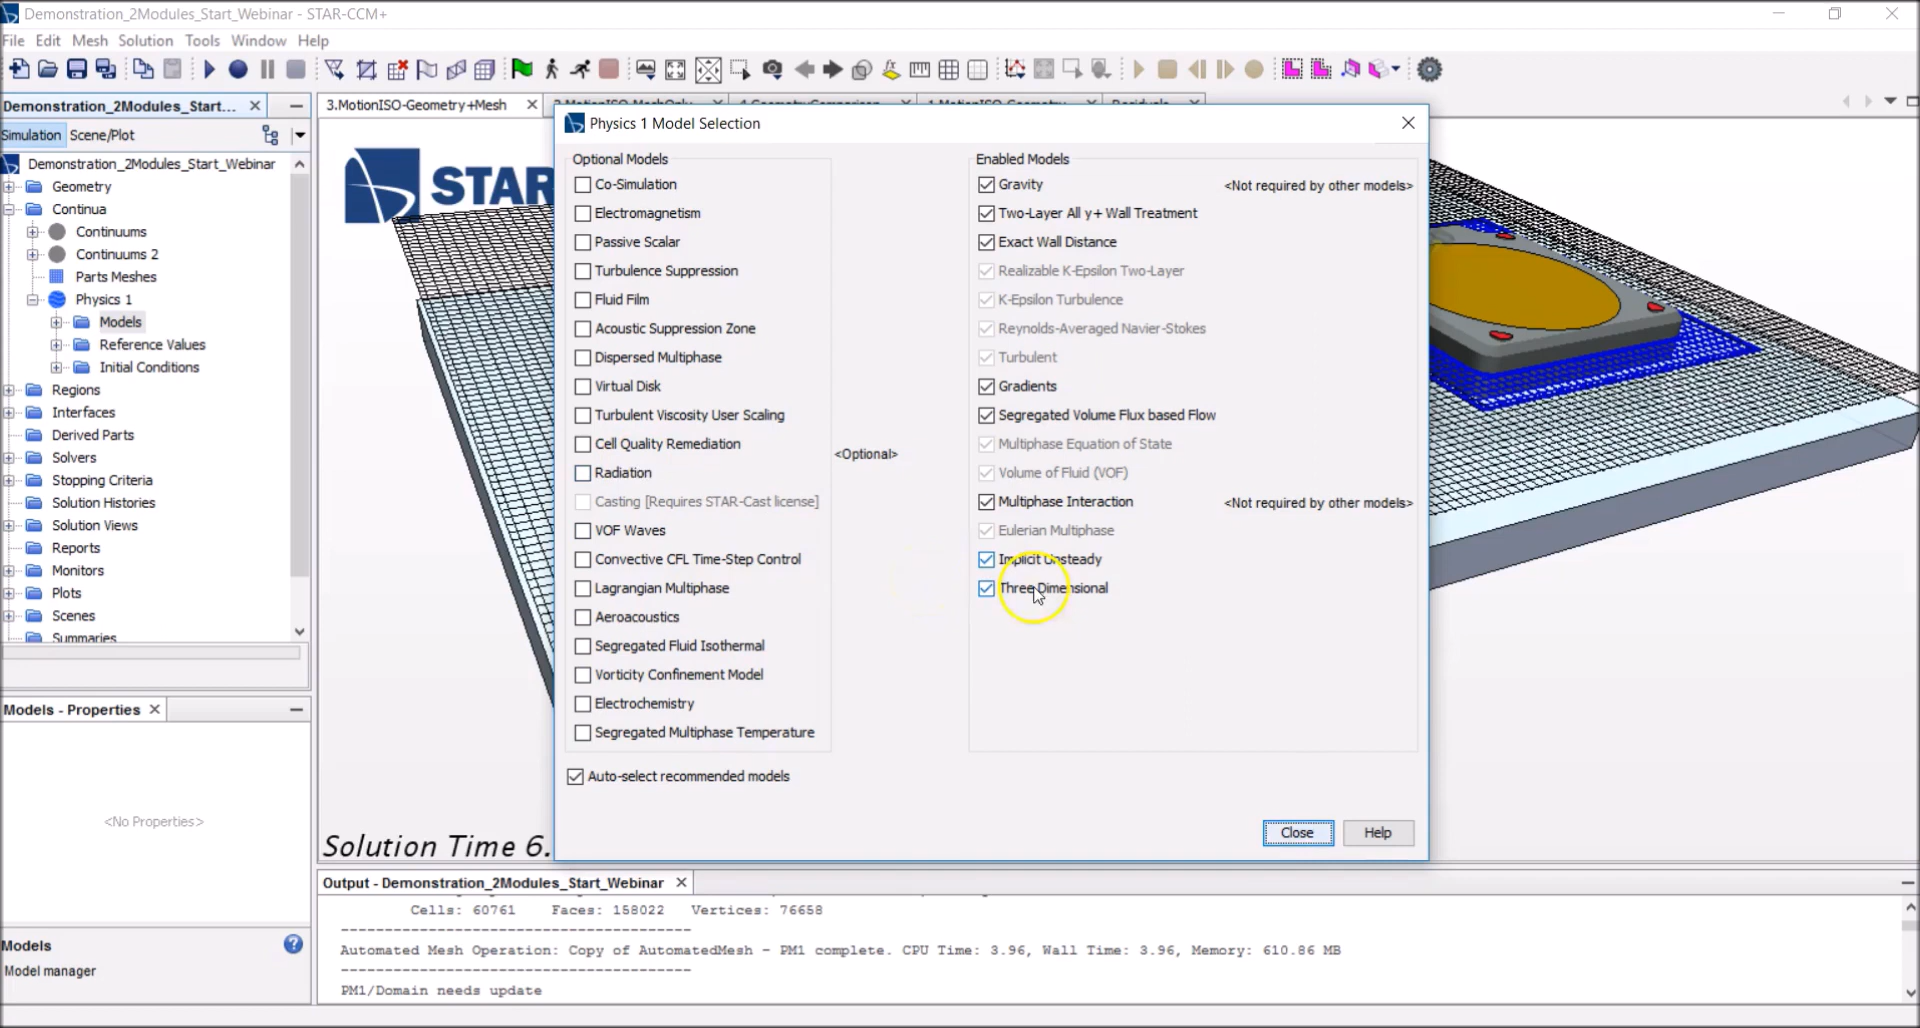 Demonstration_2Modules_Start_Webinar - STAR-CCM+
File Edit Mesh Solution Tools Window Help
Demonstration_2Modules_Start...
3.MotionISO-Geometry+Mesh
Simulation Scene/Plot
Demonstration_2Modules_Start_Webinar
Geometry
Continua
Continuums
Continuums 2
Parts Meshes
Physics 1
Models
Reference Values
Initial Conditions
Regions
Interfaces
Derived Parts
Solvers
Stopping Criteria
Solution Histories
Solution Views
Reports
Monitors
Plots
Scenes
Summaries
Models - Properties
<No Properties>
Models
Model manager
STAR
Solution Time 6.
Physics 1 Model Selection
Optional Models
Co-Simulation
Electromagnetism
Passive Scalar
Turbulence Suppression
Fluid Film
Acoustic Suppression Zone
Dispersed Multiphase
Virtual Disk
Turbulent Viscosity User Scaling
Cell Quality Remediation
Radiation
Casting [Requires STAR-Cast license]
VOF Waves
Convective CFL Time-Step Control
Lagrangian Multiphase
Aeroacoustics
Segregated Fluid Isothermal
Vorticity Confinement Model
Electrochemistry
Segregated Multiphase Temperature
<Optional>
Enabled Models
Gravity <Not required by other models>
Two-Layer All y+ Wall Treatment
Exact Wall Distance
Realizable K-Epsilon Two-Layer
K-Epsilon Turbulence
Reynolds-Averaged Navier-Stokes
Turbulent
Gradients
Segregated Volume Flux based Flow
Multiphase Equation of State
Volume of Fluid (VOF)
Multiphase Interaction <Not required by other models>
Eulerian Multiphase
Implicit Unsteady
Three Dimensional
Auto-select recommended models
Close Help
Output - Demonstration_2Modules_Start_Webinar
Cells: 60761 Faces: 158022 Vertices: 76658
----------------------------------------
Automated Mesh Operation: Copy of AutomatedMesh - PM1 complete. CPU Time: 3.96, Wall Time: 3.96, Memory: 610.86 MB
----------------------------------------
PM1/Domain needs update